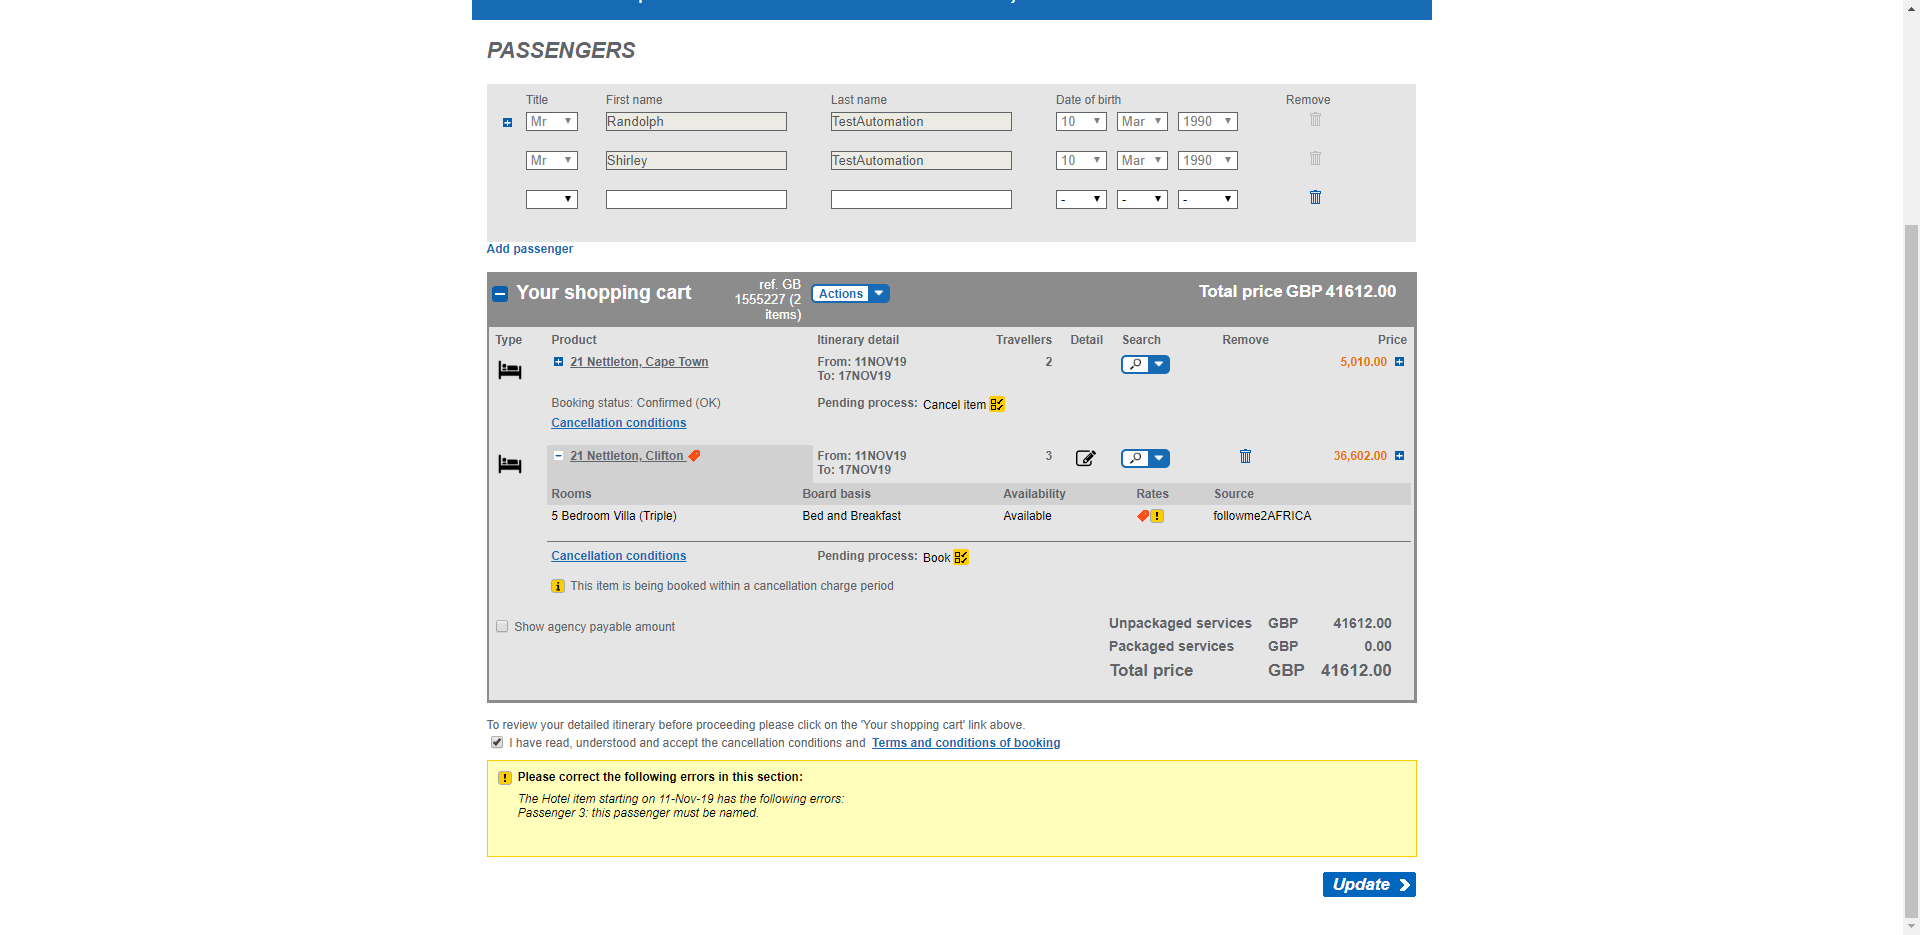 PASSENGERS
Title First name Last name Date of birth Remove
Mr Randolph TestAutomation 10 Mar 1990
Mr Shirley TestAutomation 10 Mar 1990
- - -
Add passenger
Your shopping cart ref. GB 1555227 (2 items) Actions Total price GBP 41612.00
Type Product Itinerary detail Travellers Detail Search Remove Price
21 Nettleton, Cape Town From: 11NOV19 2 5,010.00
To: 17NOV19
Booking status: Confirmed (OK) Pending process: Cancel item
Cancellation conditions
21 Nettleton, Clifton From: 11NOV19 3 36,602.00
To: 17NOV19
Rooms Board basis Availability Rates Source
5 Bedroom Villa (Triple) Bed and Breakfast Available followme2AFRICA
Cancellation conditions Pending process: Book
This item is being booked within a cancellation charge period
Show agency payable amount
Unpackaged services GBP 41612.00
Packaged services GBP 0.00
Total price GBP 41612.00
To review your detailed itinerary before proceeding please click on the 'Your shopping cart' link above.
I have read, understood and accept the cancellation conditions and Terms and conditions of booking
Please correct the following errors in this section:
The Hotel item starting on 11-Nov-19 has the following errors:
Passenger 3: this passenger must be named.
Update